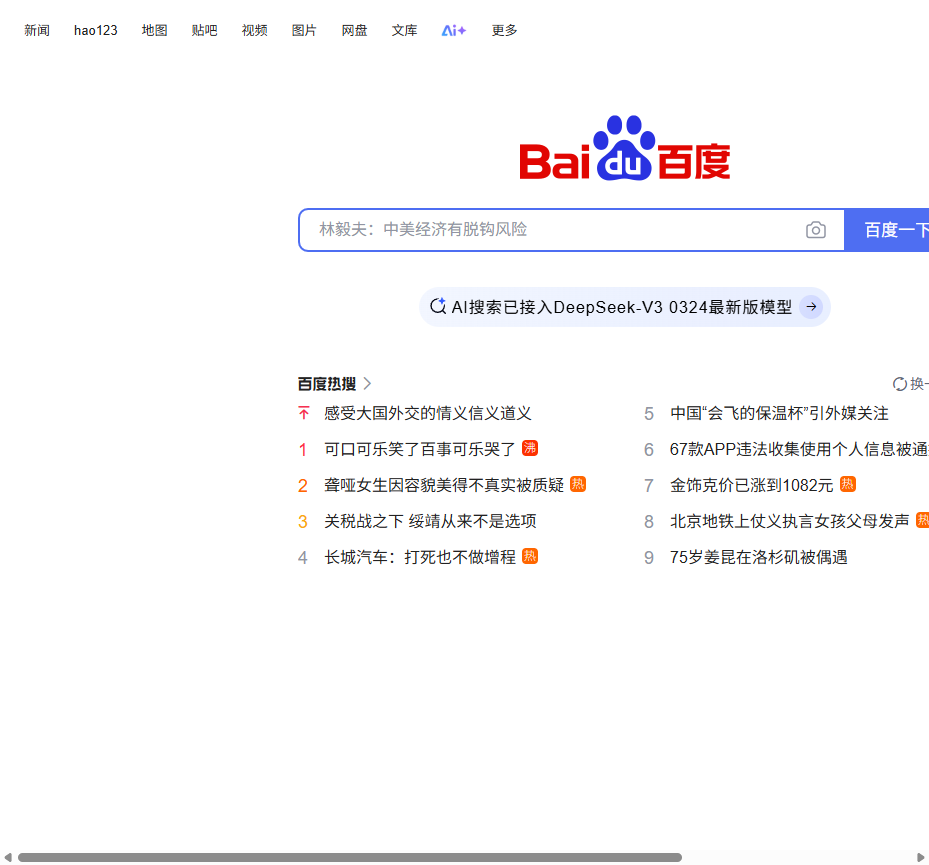 新闻 hao123 地图 贴吧 视频 图片 网盘 文库 Ai+ 更多
Bai du 百度
林毅夫：中美经济有脱钩风险 百度一下
AI搜索已接入DeepSeek-V3 0324最新版模型
百度热搜 换一
感受大国外交的情义信义道义
1 可口可乐笑了百事可乐哭了 沸
2 聋哑女生因容貌美得不真实被质疑 热
3 关税战之下 绥靖从来不是选项
4 长城汽车：打死也不做增程 热
5 中国“会飞的保温杯”引外媒关注
6 67款APP违法收集使用个人信息被通
7 金饰克价已涨到1082元 热
8 北京地铁上仗义执言女孩父母发声 热
9 75岁姜昆在洛杉矶被偶遇